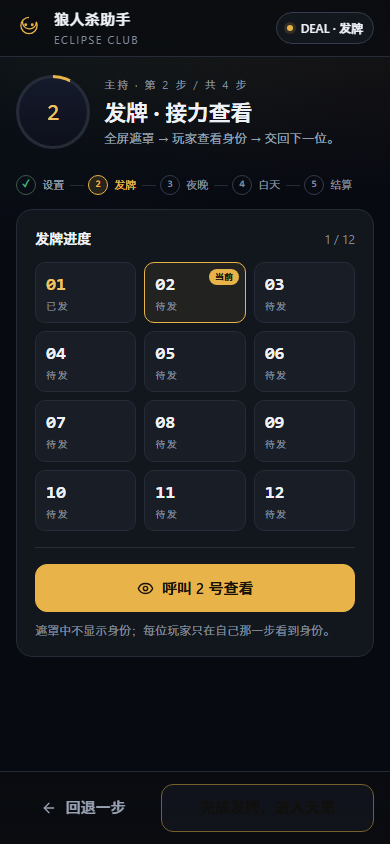 狼人杀助手
ECLIPSE CLUB
DEAL · 发牌
2
主持 · 第 2 步 / 共 4 步
发牌 · 接力查看
全屏遮罩 → 玩家查看身份 → 交回下一位。
设置
2 发牌
3 夜晚
4 白天
5 结算
发牌进度
1 / 12
01
已发
02
当前
待发
03
待发
04
待发
05
待发
06
待发
07
待发
08
待发
09
待发
10
待发
11
待发
12
待发
呼叫 2 号查看
遮罩中不显示身份；每位玩家只在自己那一步看到身份。
回退一步